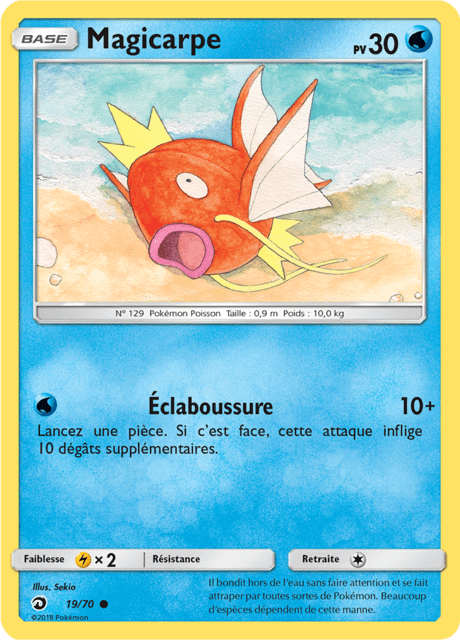 BASE Magicarpe PV 30
N° 129 Pokémon Poisson Taille : 0,9 m Poids : 10,0 kg
Éclaboussure 10+
Lancez une pièce. Si c'est face, cette attaque inflige
10 dégâts supplémentaires.
Faiblesse ×2 Résistance Retraite
Illus. Sekio
19/70
©2018 Pokémon
Il bondit hors de l'eau sans faire attention et se fait
attraper par toutes sortes de Pokémon. Beaucoup
d'espèces dépendent de cette manne.